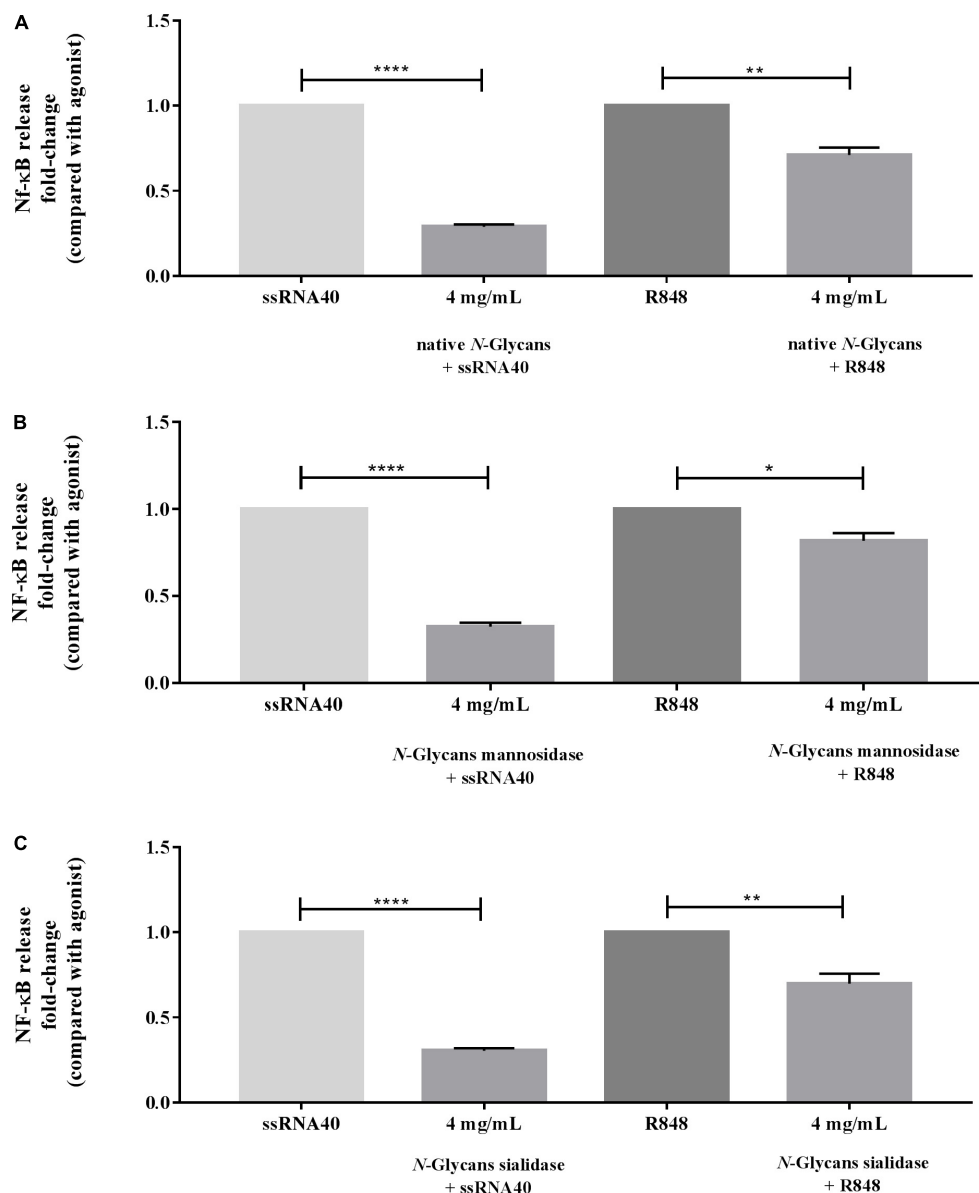 A
Nf-κB release
fold-change
(compared with agonist)
1.5
1.0
0.5
0.0
****
**
ssRNA40
4 mg/mL
R848
4 mg/mL
native N-Glycans
+ ssRNA40
native N-Glycans
+ R848
B
NF-κB release
fold-change
(compared with agonist)
1.5
1.0
0.5
0.0
****
*
ssRNA40
4 mg/mL
R848
4 mg/mL
N-Glycans mannosidase
+ ssRNA40
N-Glycans mannosidase
+ R848
C
NF-κB release
fold-change
(compared with agonist)
1.5
1.0
0.5
0.0
****
**
ssRNA40
4 mg/mL
R848
4 mg/mL
N-Glycans sialidase
+ ssRNA40
N-Glycans sialidase
+ R848